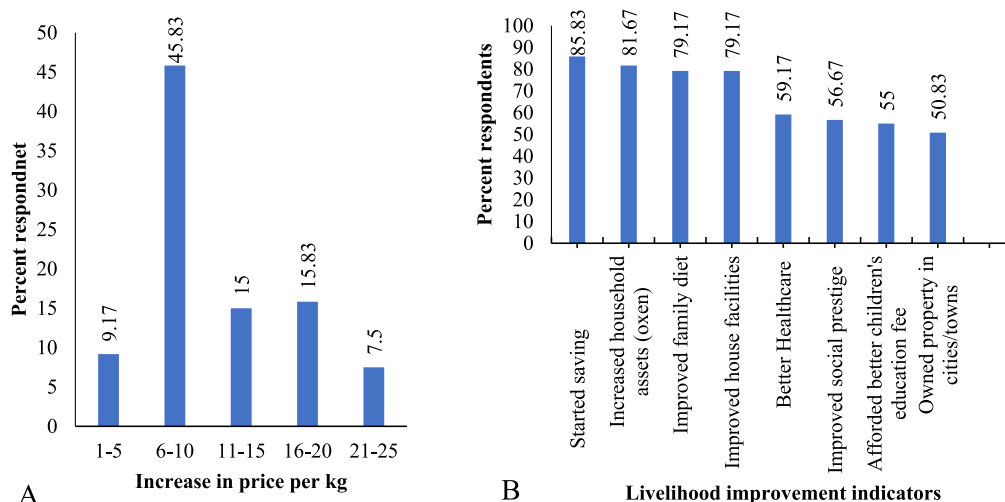 50
45
40
35
30
25
20
15
10
5
0
Percent respondnet
9.17
45.83
15
15.83
7.5
1-5
6-10
11-15
16-20
21-25
Increase in price per kg
A
100
90
80
70
60
50
40
30
20
10
0
Percent respondents
85.83
81.67
79.17
79.17
59.17
56.67
55
50.83
Started saving
Increased household
assets (oxen)
Improved family diet
Improved house facilities
Better Healthcare
Improved social prestige
Afforded better children's
education fee
Owned property in
cities/towns
B
Livelihood improvement indicators